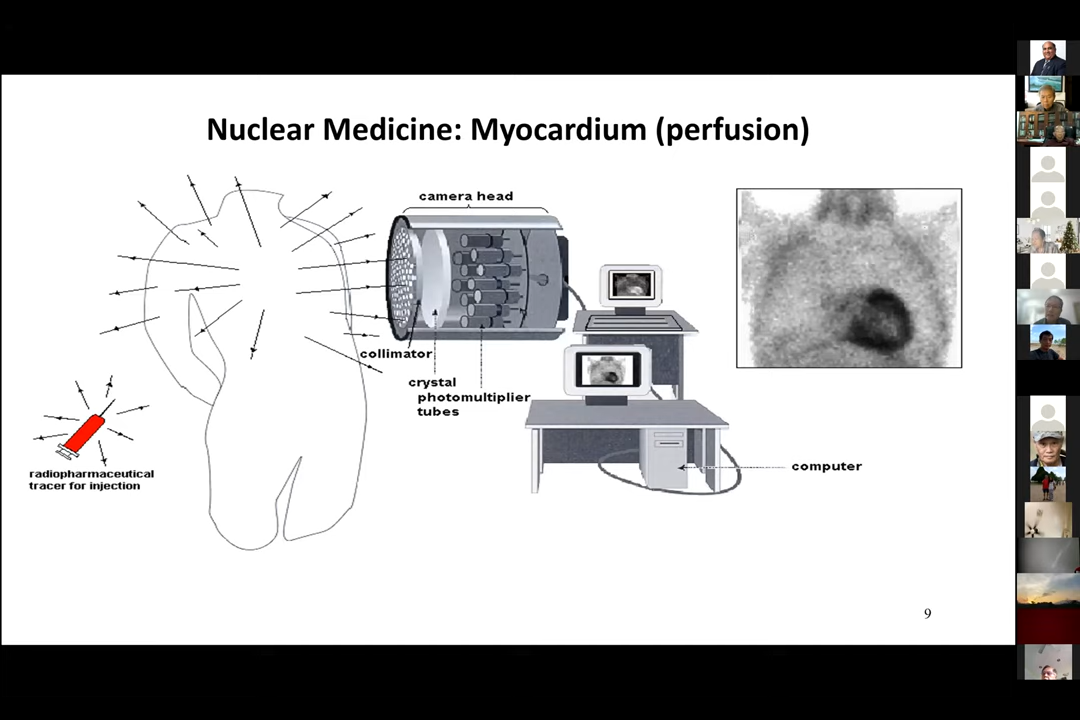 Nuclear Medicine: Myocardium (perfusion)
camera head
collimator
crystal
photomultiplier
tubes
radiopharmaceutical
tracer for injection
computer
9